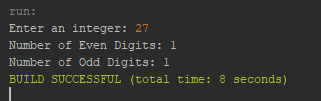 run:
Enter an integer: 27
Number of Even Digits: 1
Number of Odd Digits: 1
BUILD SUCCESSFUL (total time: 8 seconds)